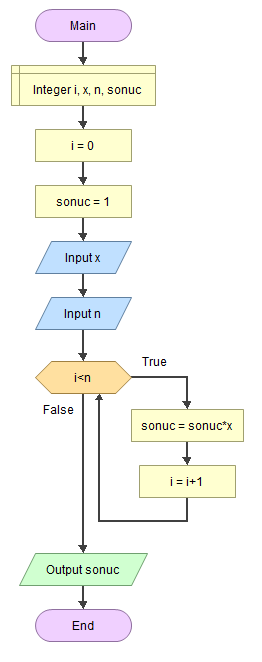 Main
Integer i, x, n, sonuc
i = 0
sonuc = 1
Input x
Input n
i<n
True
False
sonuc = sonuc*x
i = i+1
Output sonuc
End